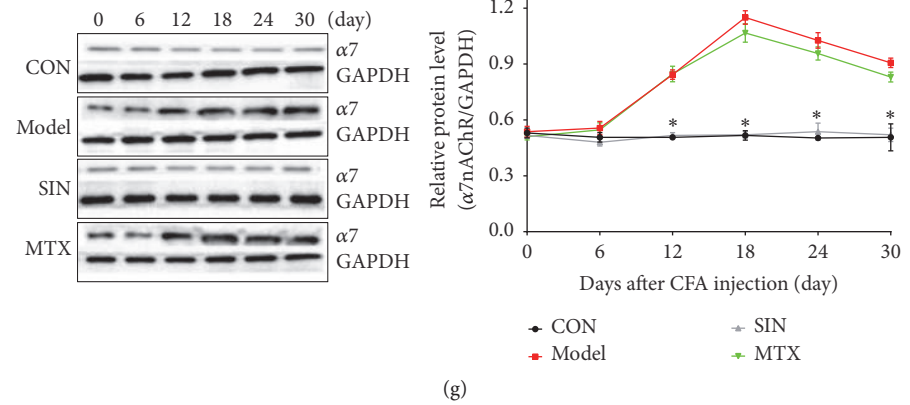 0 6 12 18 24 30 (day)
CON
α7
GAPDH
Model
α7
GAPDH
SIN
α7
GAPDH
MTX
α7
GAPDH
Relative protein level
(α7nAChR/GAPDH)
1.2
0.9
0.6
0.3
0.0
* * * *
0 6 12 18 24 30
Days after CFA injection (day)
CON SIN
Model MTX
(g)